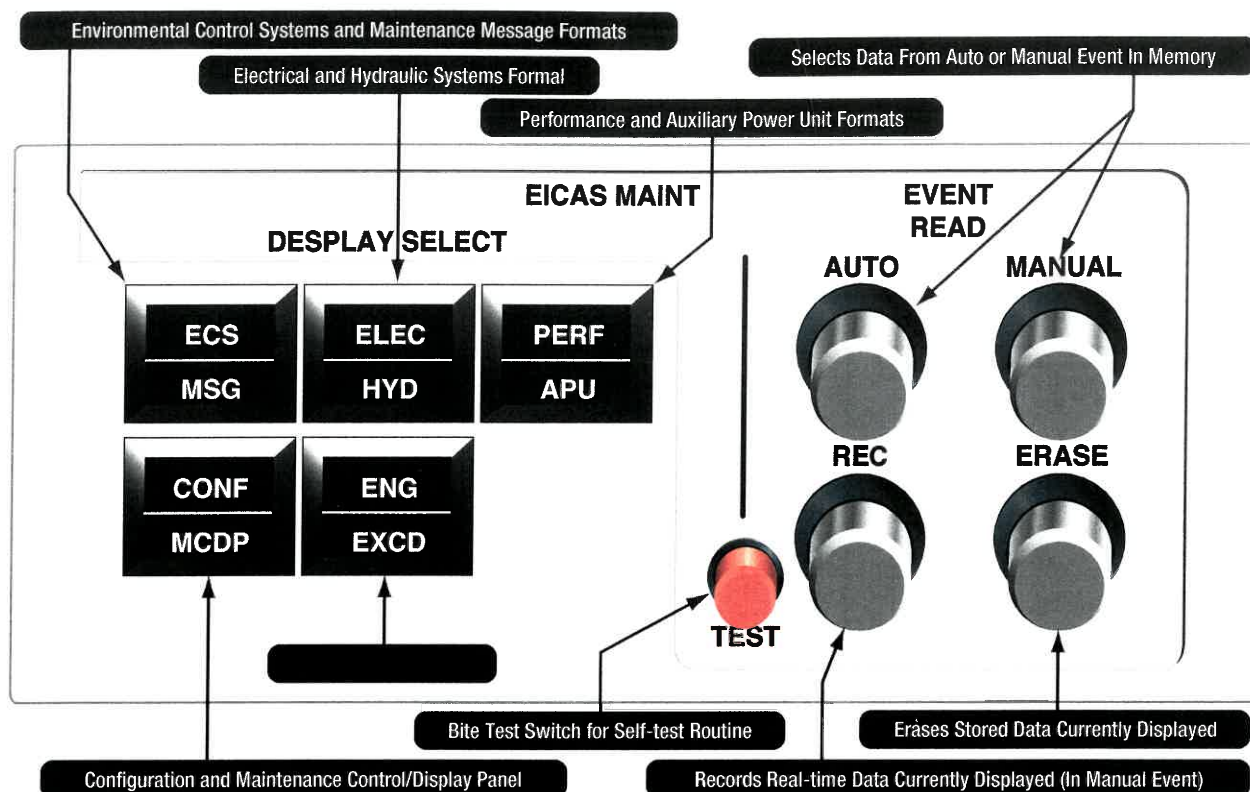 Environmental Control Systems and Maintenance Message Formats
Electrical and Hydraulic Systems Formal
Performance and Auxiliary Power Unit Formats
Selects Data From Auto or Manual Event In Memory
EICAS MAINT
EVENT
READ
DESPLAY SELECT
AUTO
MANUAL
ECS
MSG
ELEC
HYD
PERF
APU
REC
ERASE
CONF
MCDP
ENG
EXCD
TEST
Bite Test Switch for Self-test Routine
Erases Stored Data Currently Displayed
Configuration and Maintenance Control/Display Panel
Records Real-time Data Currently Displayed (In Manual Event)